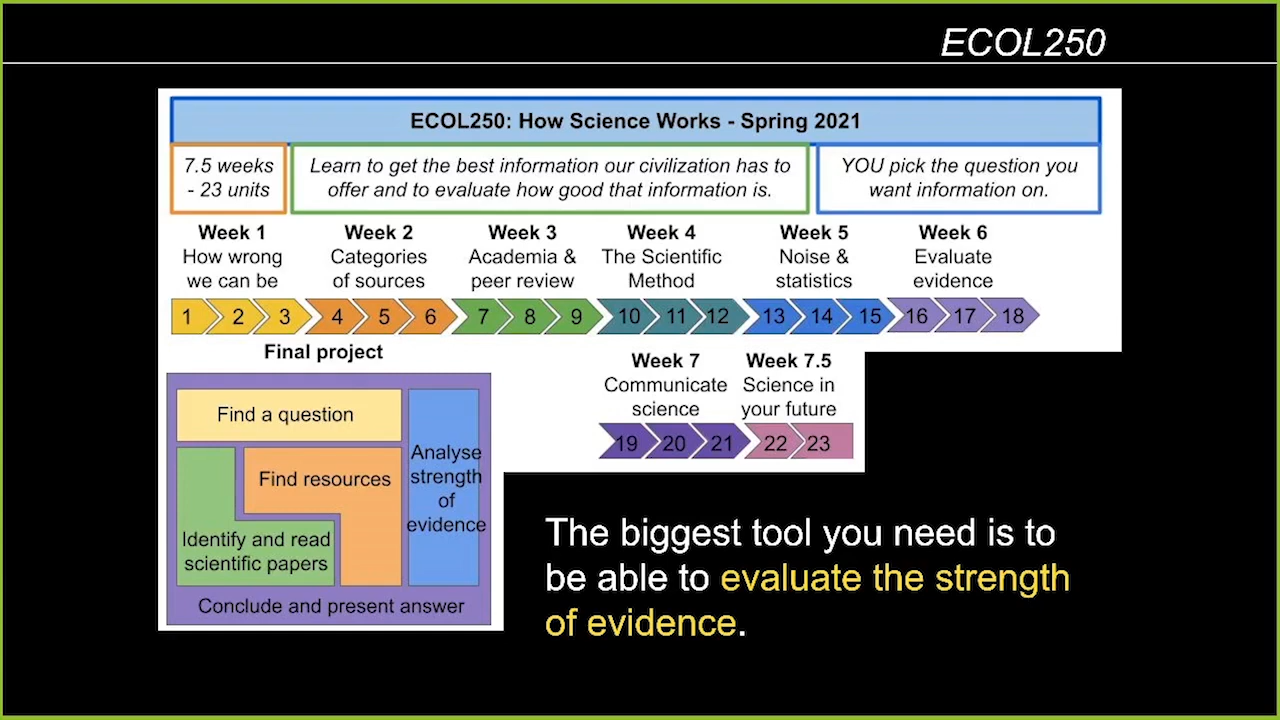 ECOL250
ECOL250: How Science Works - Spring 2021
7.5 weeks
- 23 units
Learn to get the best information our civilization has to
offer and to evaluate how good that information is.
YOU pick the question you
want information on.
Week 1
How wrong
we can be
Week 2
Categories
of sources
Week 3
Academia &
peer review
Week 4
The Scientific
Method
Week 5
Noise &
statistics
Week 6
Evaluate
evidence
1 2 3 4 5 6 7 8 9 10 11 12 13 14 15 16 17 18
Final project
Week 7
Communicate
science
Week 7.5
Science in
your future
19 20 21 22 23
Find a question
Find resources
Identify and read
scientific papers
Analyse
strength
of
evidence
Conclude and present answer
The biggest tool you need is to
be able to evaluate the strength
of evidence.